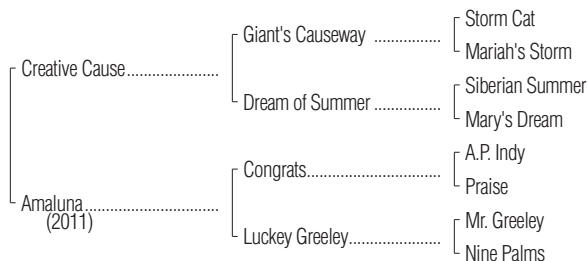 Storm Cat
Giant's Causeway ................
Mariah's Storm
Creative Cause......................
Siberian Summer
Dream of Summer ................
Mary's Dream
A.P. Indy
Congrats................................
Praise
Amaluna ................................
(2011)
Mr. Greeley
Luckey Greeley......................
Nine Palms